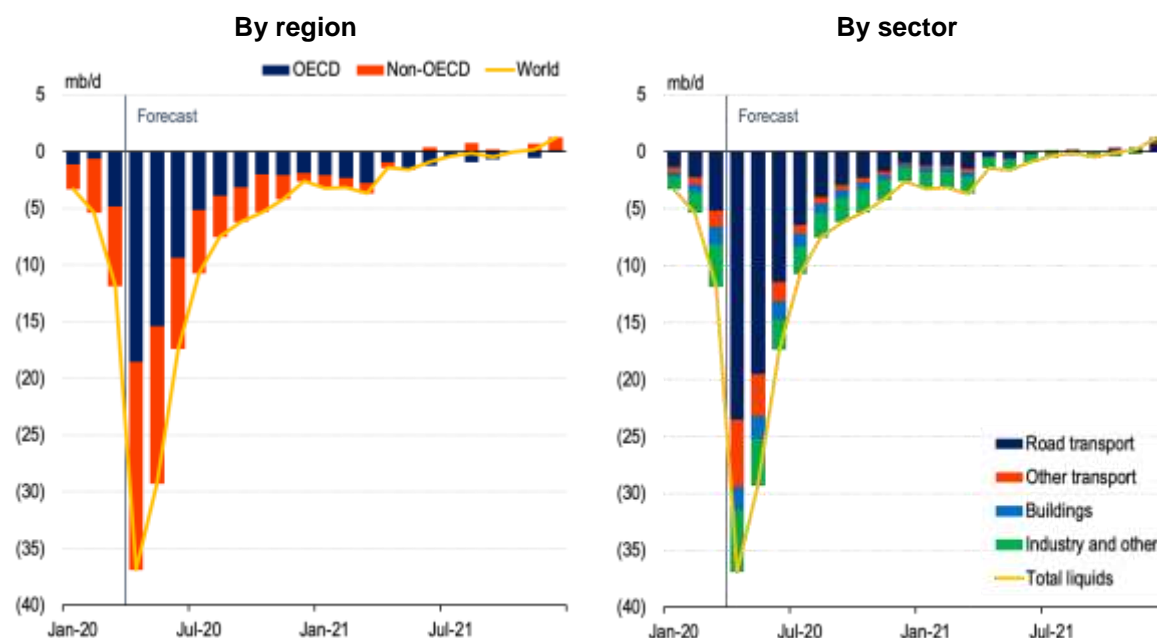 By region
OECD Non-OECD World
mb/d
5
Forecast
0
(5)
(10)
(15)
(20)
(25)
(30)
(35)
(40)
Jan-20 Jul-20 Jan-21 Jul-21
By sector
mb/d
5
Forecast
0
(5)
(10)
(15)
(20)
(25)
(30)
(35)
(40)
Road transport
Other transport
Buildings
Industry and other
Total liquids
Jan-20 Jul-20 Jan-21 Jul-21